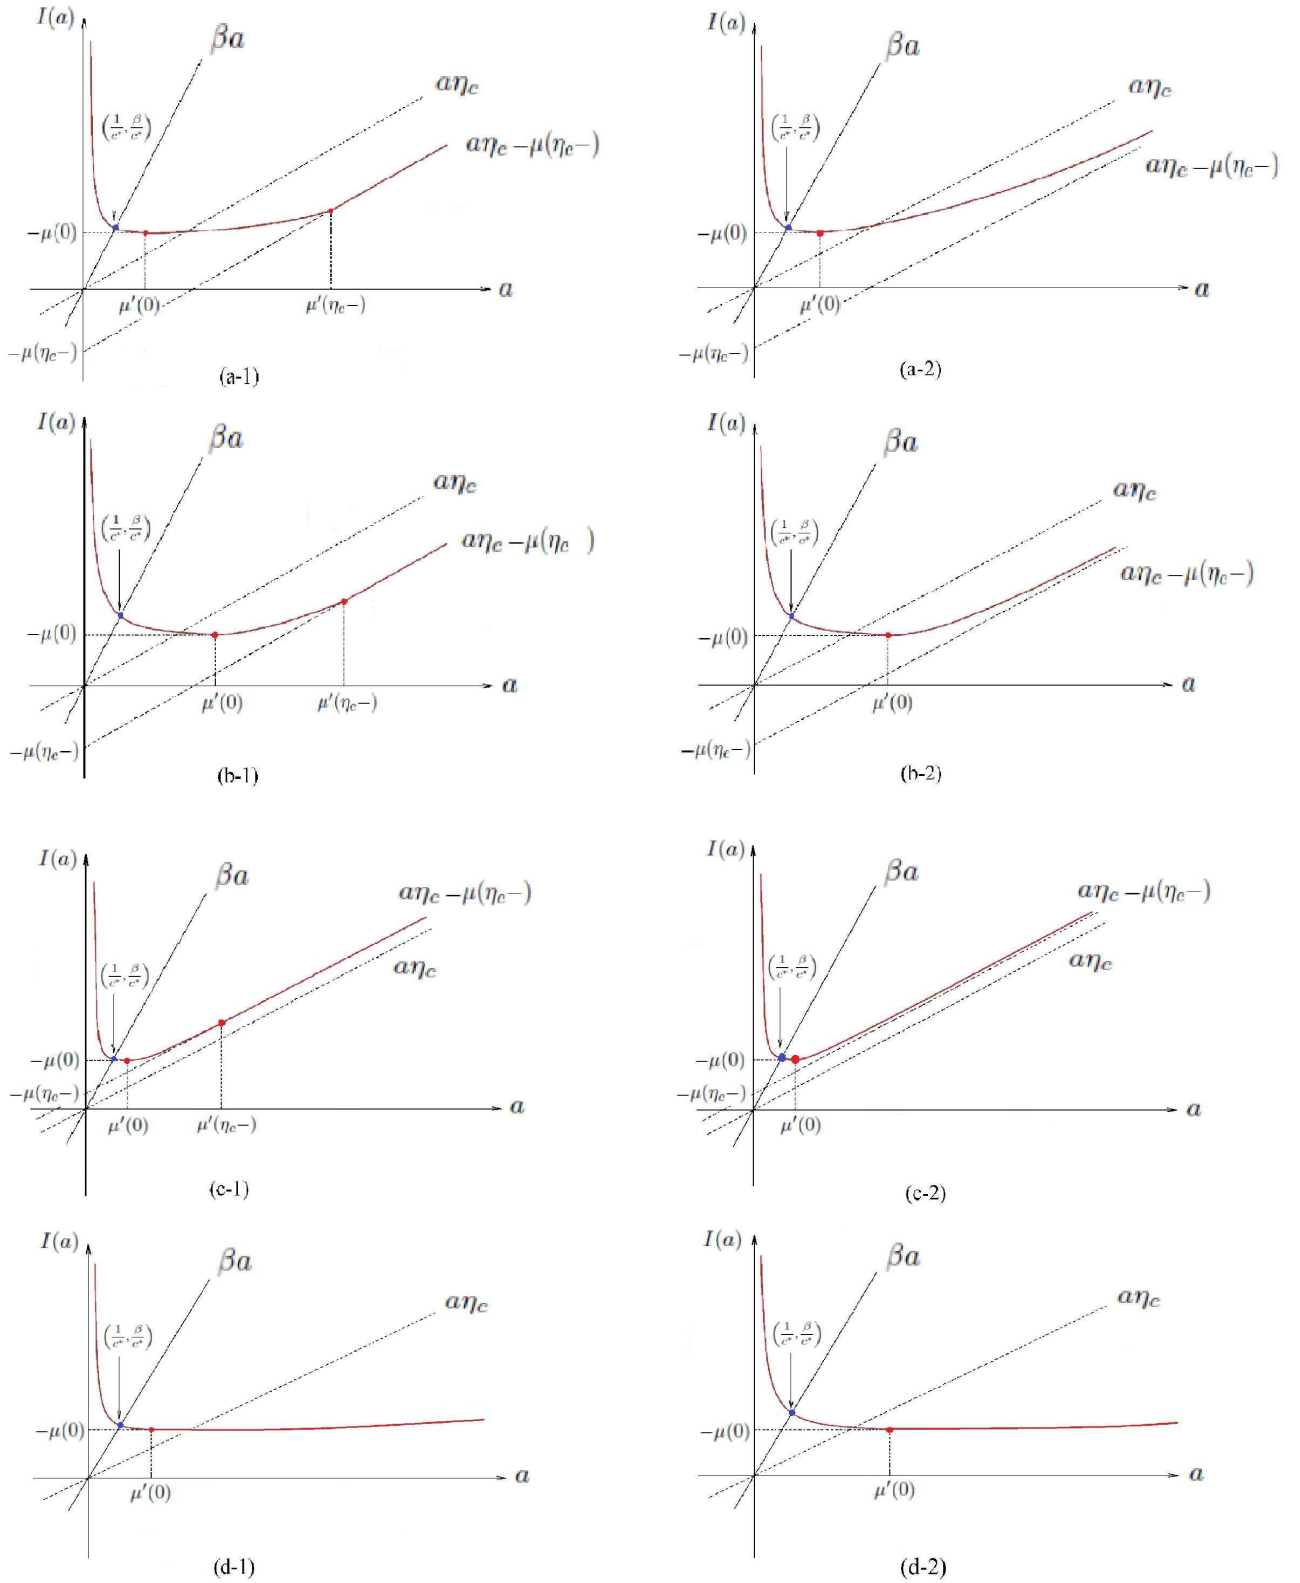 I(a)
βa
aη_c
(1/c*, β/c*)
aη_c−μ(η_c−)
−μ(0)
a
μ′(0)
μ′(η_c−)
−μ(η_c−)
(a-1)
I(a)
βa
aη_c
(1/c*, β/c*)
aη_c−μ(η_c−)
−μ(0)
a
μ′(0)
−μ(η_c−)
(a-2)
I(a)
βa
aη_c
(1/c*, β/c*)
aη_c−μ(η_c )
−μ(0)
a
μ′(0)
μ′(η_c−)
−μ(η_c−)
(b-1)
I(a)
βa
aη_c
(1/c*, β/c*)
aη_c−μ(η_c−)
−μ(0)
a
μ′(0)
−μ(η_c−)
(b-2)
I(a)
βa
aη_c−μ(η_c−)
(1/c*, β/c*)
aη_c
−μ(0)
−μ(η_c−)
a
μ′(0)
μ′(η_c−)
(c-1)
I(a)
βa
aη_c−μ(η_c−)
(1/c*, β/c*)
aη_c
−μ(0)
−μ(η_c−)
a
μ′(0)
(c-2)
I(a)
βa
aη_c
(1/c*, β/c*)
−μ(0)
a
μ′(0)
(d-1)
I(a)
βa
aη_c
(1/c*, β/c*)
−μ(0)
a
μ′(0)
(d-2)